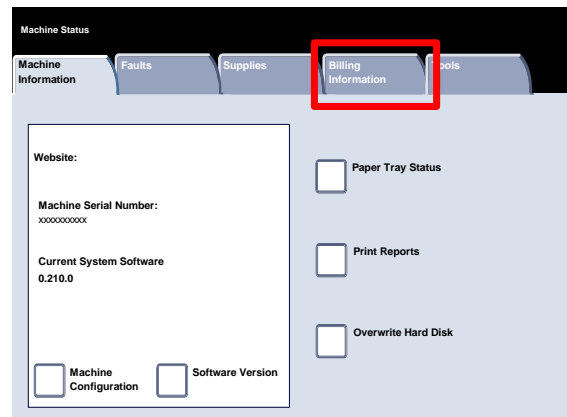 Machine Status
Machine
Information
Faults
Supplies
Billing
Information
ools
Website:
Machine Serial Number:
xxxxxxxxxx
Current System Software
0.210.0
Machine
Configuration
Software Version
Paper Tray Status
Print Reports
Overwrite Hard Disk